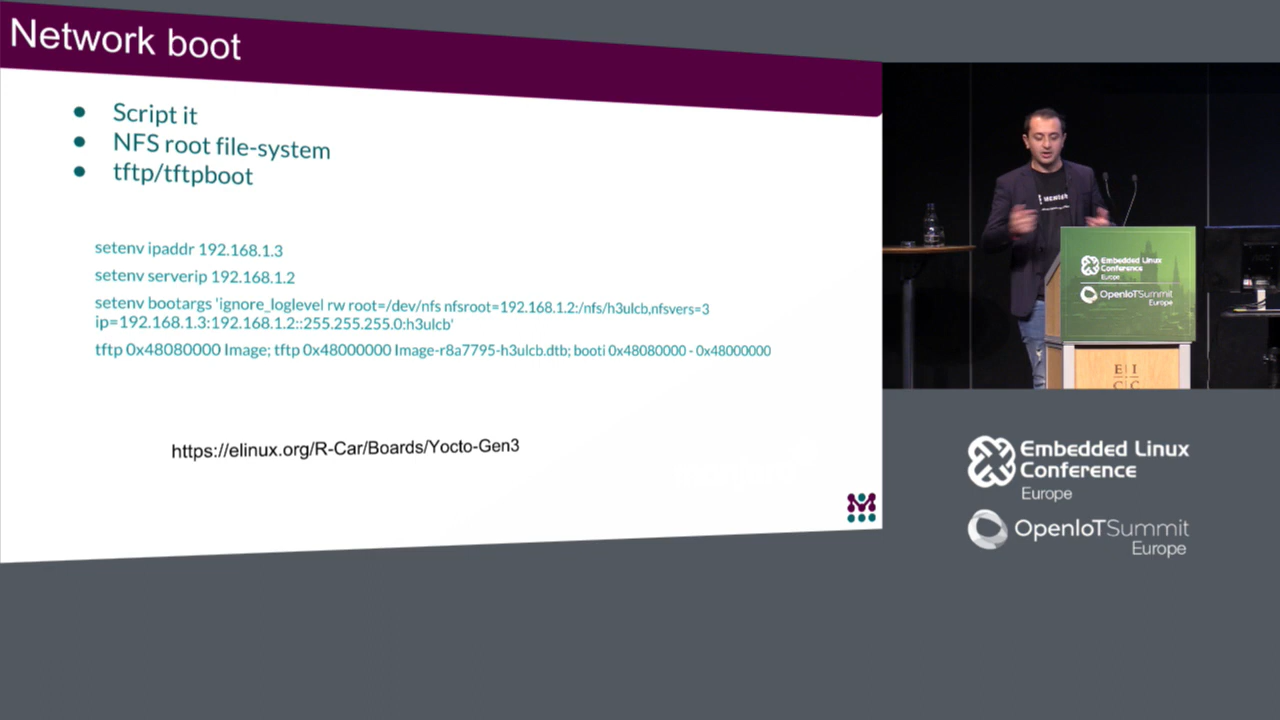 Network boot
● Script it
● NFS root file-system
● tftp/tftpboot
setenv ipaddr 192.168.1.3
setenv serverip 192.168.1.2
setenv bootargs 'ignore_loglevel rw root=/dev/nfs nfsroot=192.168.1.2:/nfs/h3ulcb,nfsvers=3
ip=192.168.1.3:192.168.1.2::255.255.255.0:h3ulcb'
tftp 0x48080000 Image; tftp 0x48000000 Image-r8a7795-h3ulcb.dtb; booti 0x48080000 - 0x48000000
https://elinux.org/R-Car/Boards/Yocto-Gen3
Embedded Linux
Conference
Europe
OpenIoTSummit
Europe
E I
C C
Embedded Linux
Conference
Europe
OpenIoTSummit
Europe